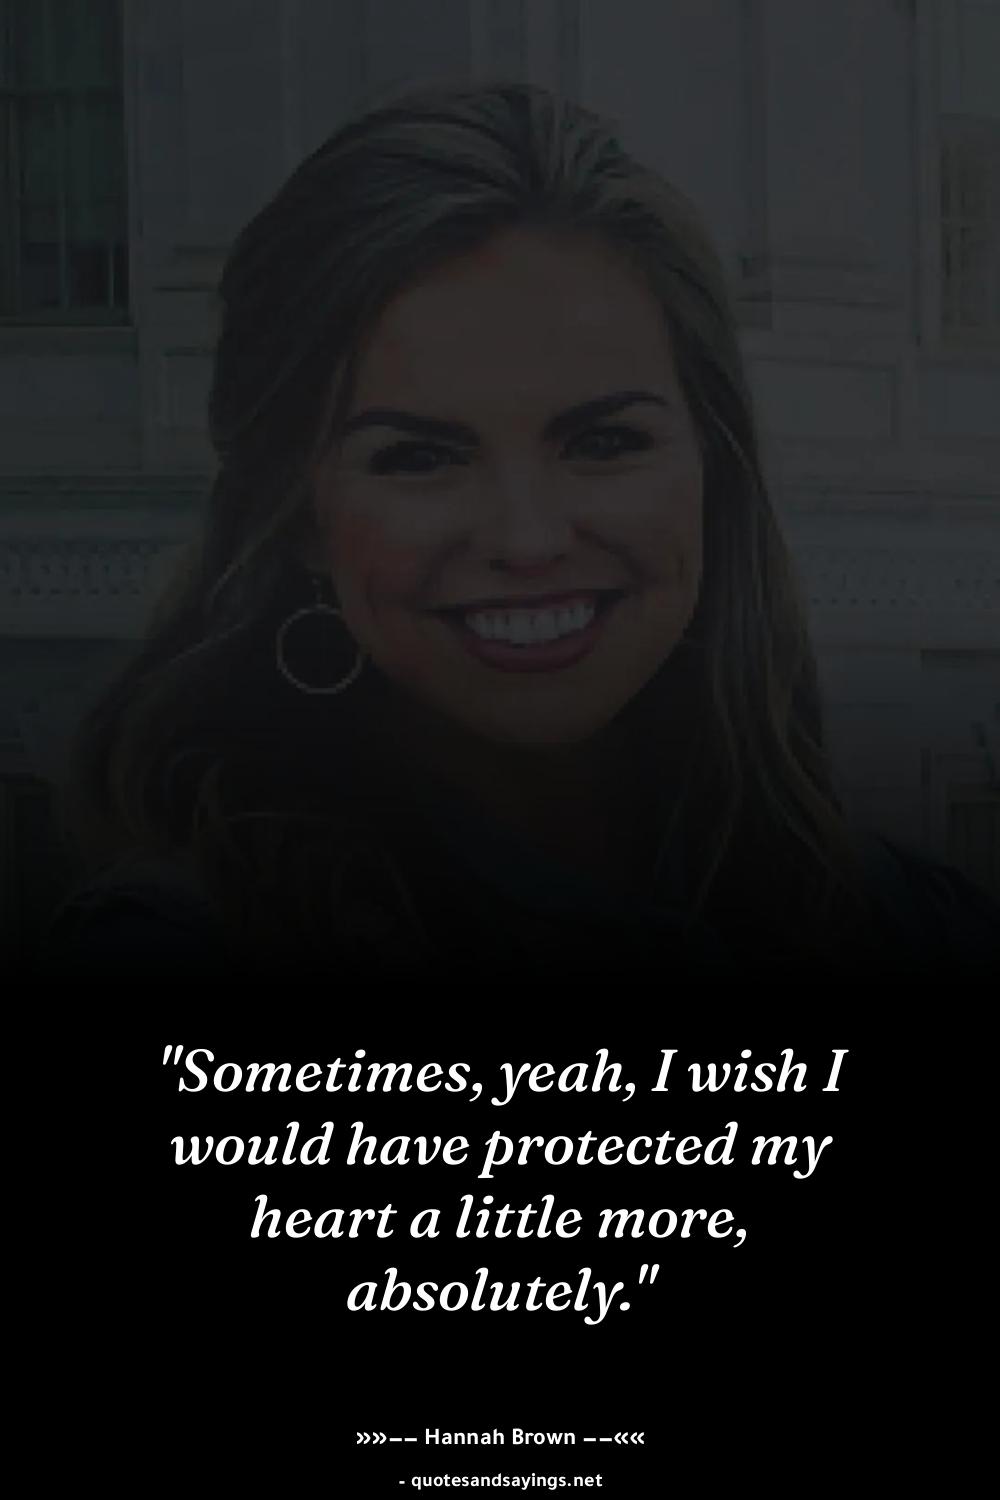 "Sometimes, yeah, I wish I
would have protected my
heart a little more,
absolutely."
»»–– Hannah Brown ––««
- quotesandsayings.net